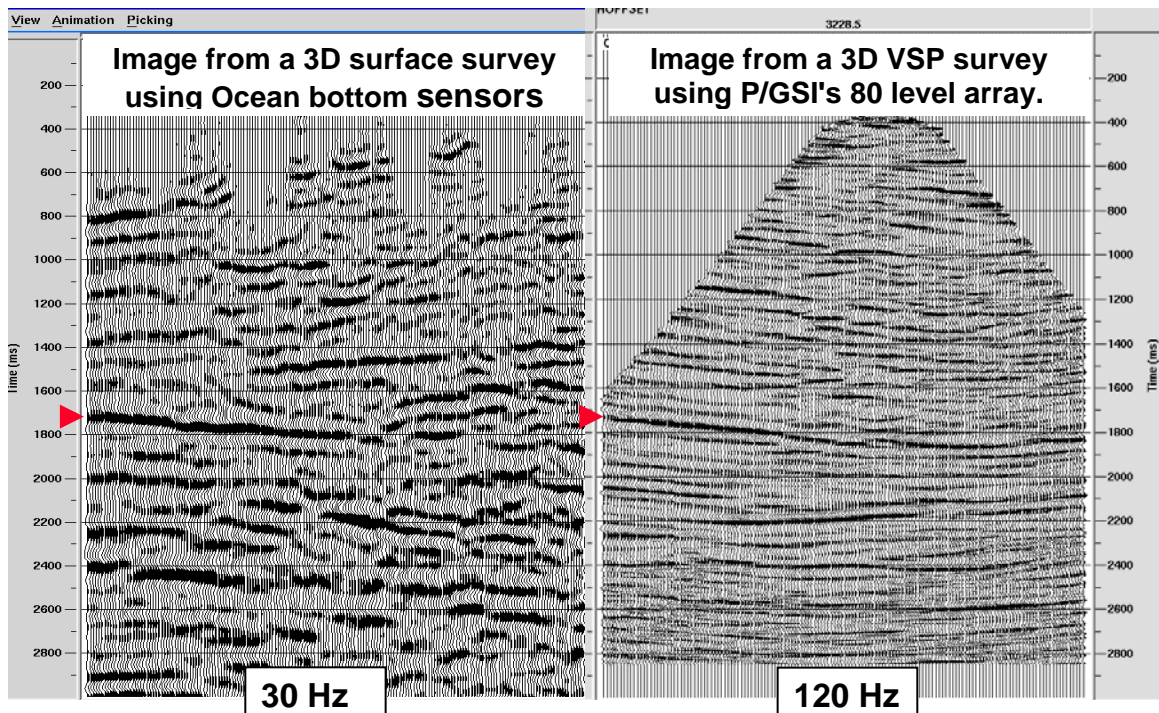 View Animation Picking
HOFFSET
3228.5
Image from a 3D surface survey
using Ocean bottom sensors
Image from a 3D VSP survey
using P/GSI's 80 level array.
200
400
600
800
1000
1200
1400
1600
1800
2000
2200
2400
2600
2800
Time (ms)
200
400
600
800
1000
1200
1400
1600
1800
2000
2200
2400
2600
2800
Time (ms)
30 Hz
120 Hz